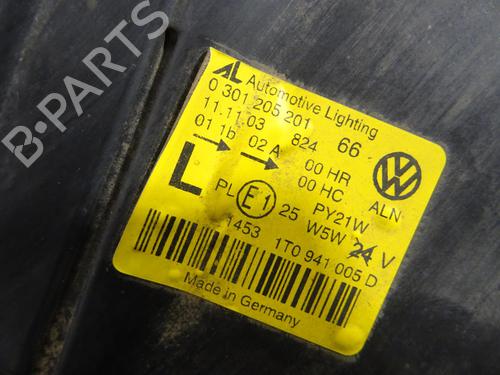 AL Automotive Lighting
0 301 205 201
11.11.03 824 66
01 1b 02 A 00 HR
00 HC
L PL E1 25 PY21W
W5W 24 V
ALN
1453 1T0 941 005 D
Made in Germany